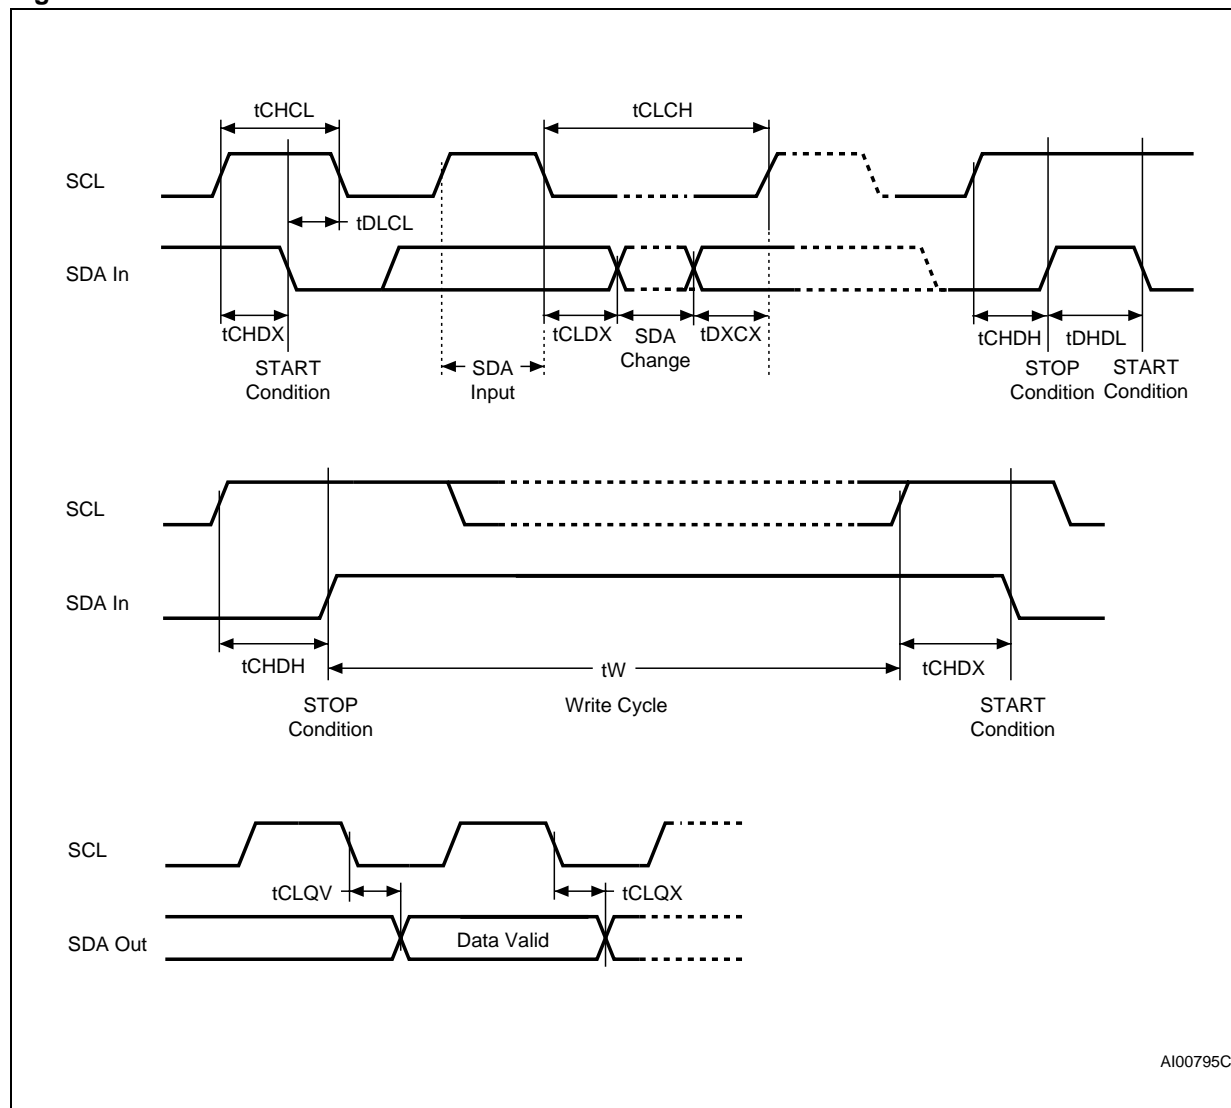 tCHCL
tCLCH
SCL
tDLCL
SDA In
tCHDX
tCLDX
SDA
Change
tDXCX
tCHDH
tDHDL
START
Condition
SDA
Input
STOP
Condition
START
Condition
SCL
SDA In
tCHDH
tW
tCHDX
STOP
Condition
Write Cycle
START
Condition
SCL
tCLQV
tCLQX
SDA Out
Data Valid
AI00795C